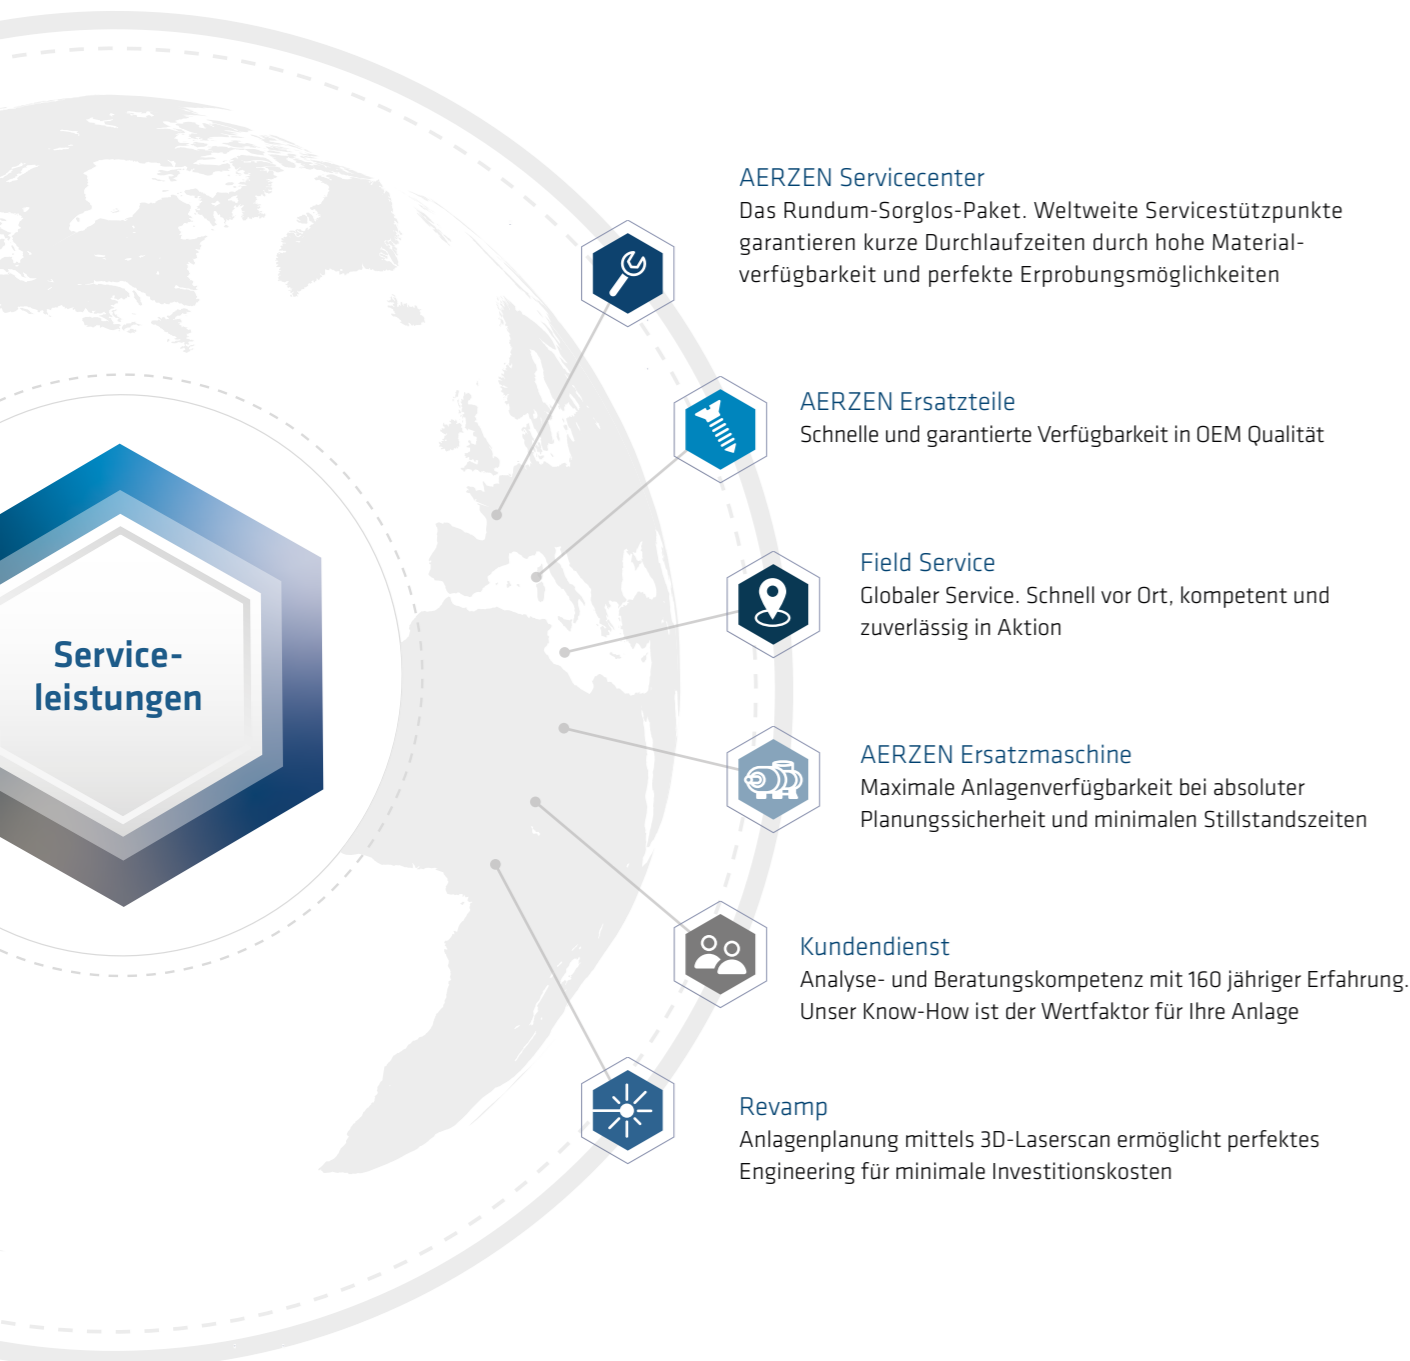 AERZEN Servicecenter
Das Rundum-Sorglos-Paket. Weltweite Servicestützpunkte
garantieren kurze Durchlaufzeiten durch hohe Material-
verfügbarkeit und perfekte Erprobungsmöglichkeiten
AERZEN Ersatzteile
Schnelle und garantierte Verfügbarkeit in OEM Qualität
Field Service
Globaler Service. Schnell vor Ort, kompetent und
zuverlässig in Aktion
Service-
leistungen
AERZEN Ersatzmaschine
Maximale Anlagenverfügbarkeit bei absoluter
Planungssicherheit und minimalen Stillstandszeiten
Kundendienst
Analyse- und Beratungskompetenz mit 160 jähriger Erfahrung.
Unser Know-How ist der Wertfaktor für Ihre Anlage
Revamp
Anlagenplanung mittels 3D-Laserscan ermöglicht perfektes
Engineering für minimale Investitionskosten